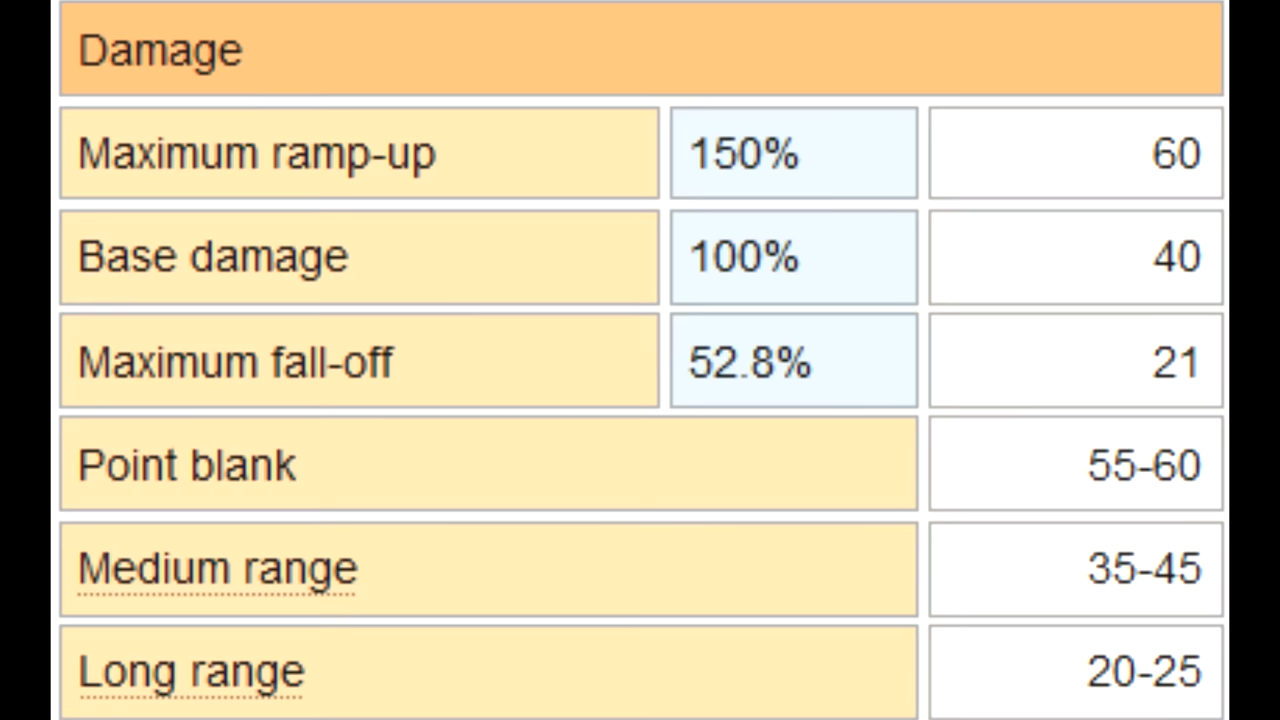 Damage
Maximum ramp-up 150% 60
Base damage 100% 40
Maximum fall-off 52.8% 21
Point blank 55-60
Medium range 35-45
Long range 20-25